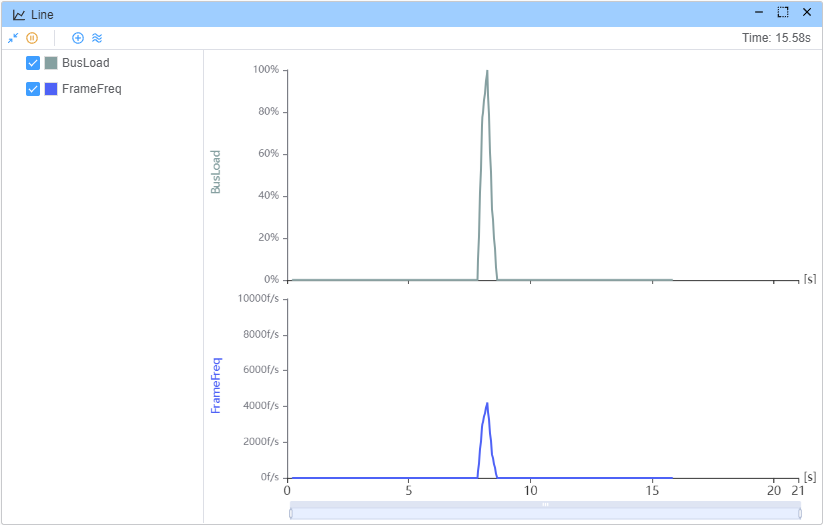 Line
Time: 15.58s
BusLoad
FrameFreq
100%
80%
60%
40%
20%
0%
BusLoad
[s]
10000f/s
8000f/s
6000f/s
4000f/s
2000f/s
0f/s
FrameFreq
[s]
0 5 10 15 20 21